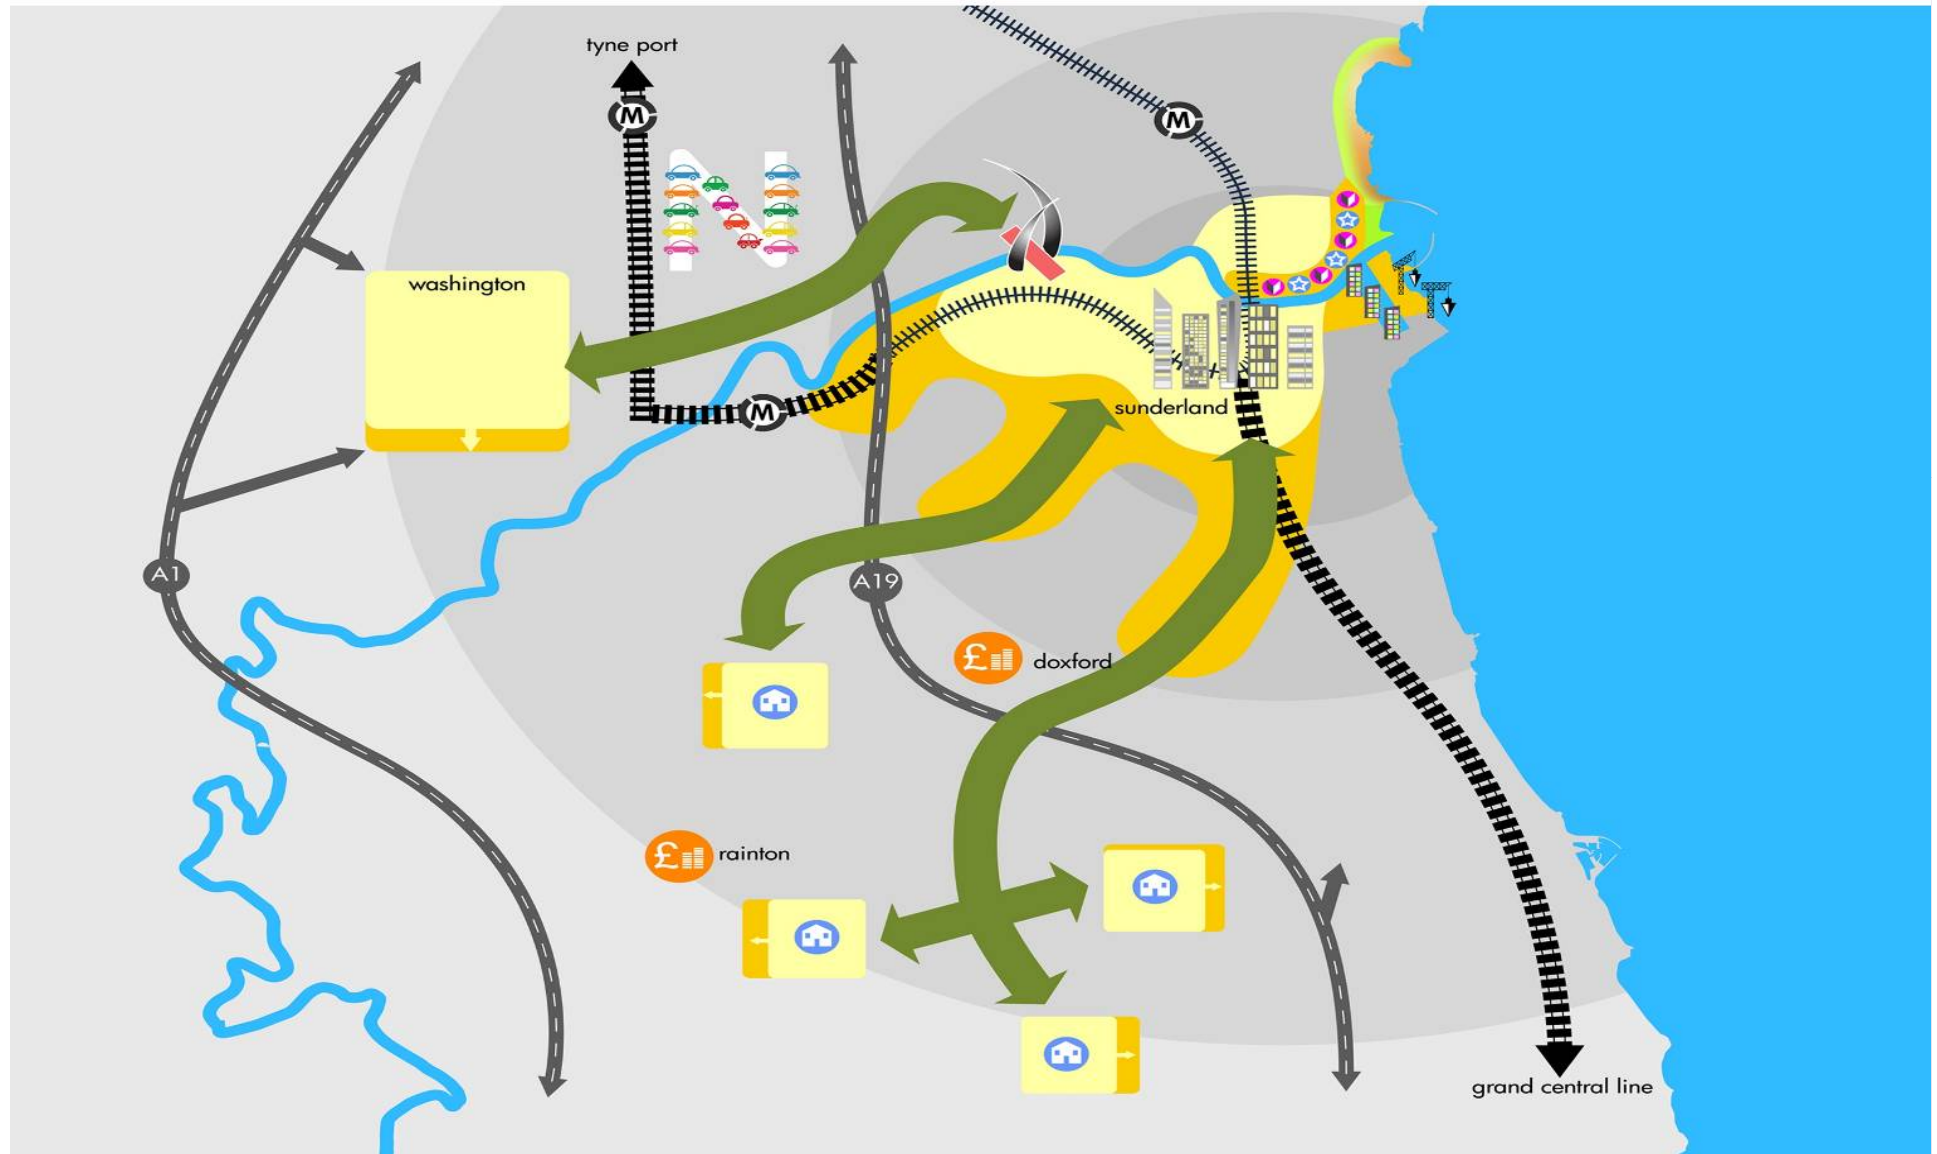 tyne port
M
M
N
washington
M
sunderland
A1
A19
£
doxford
£
rainton
grand central line